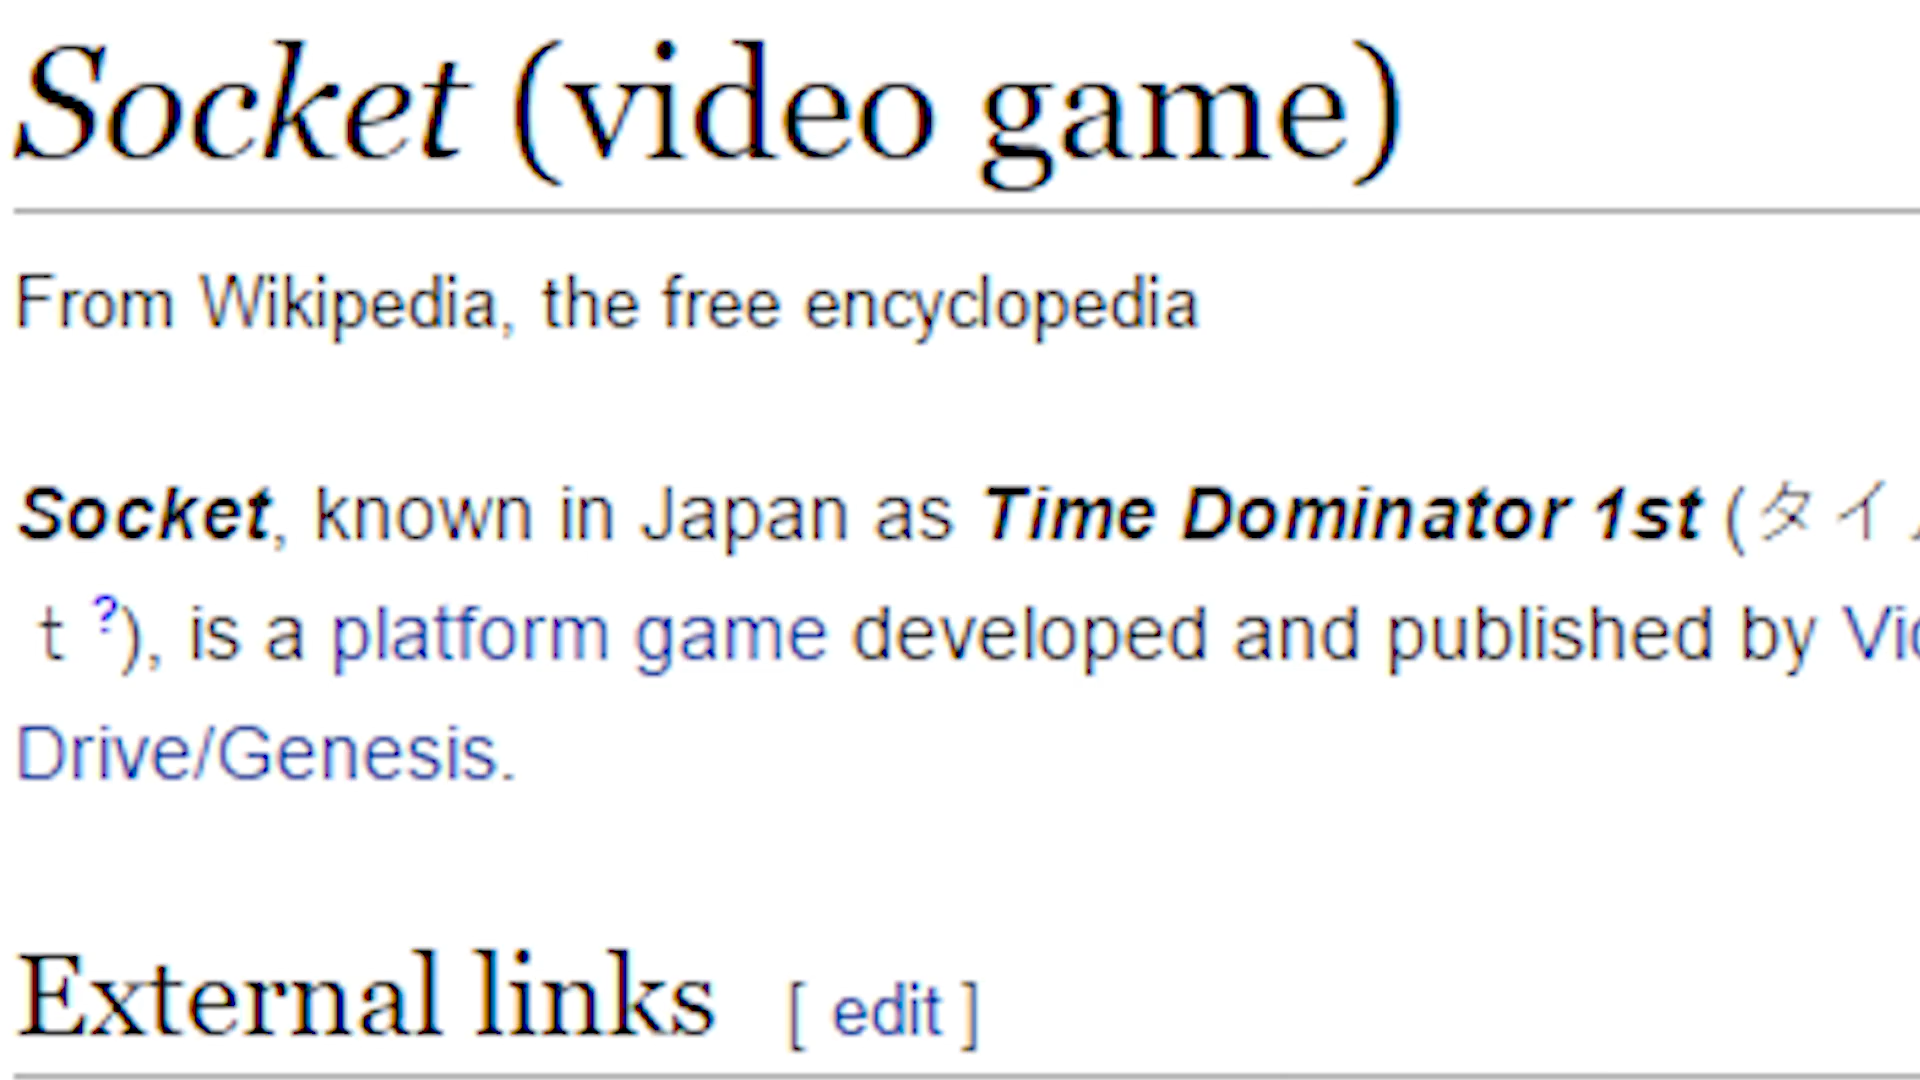 Socket (video game)
From Wikipedia, the free encyclopedia
Socket, known in Japan as Time Dominator 1st (タイ
t ?), is a platform game developed and published by
Drive/Genesis.
External links [ edit ]